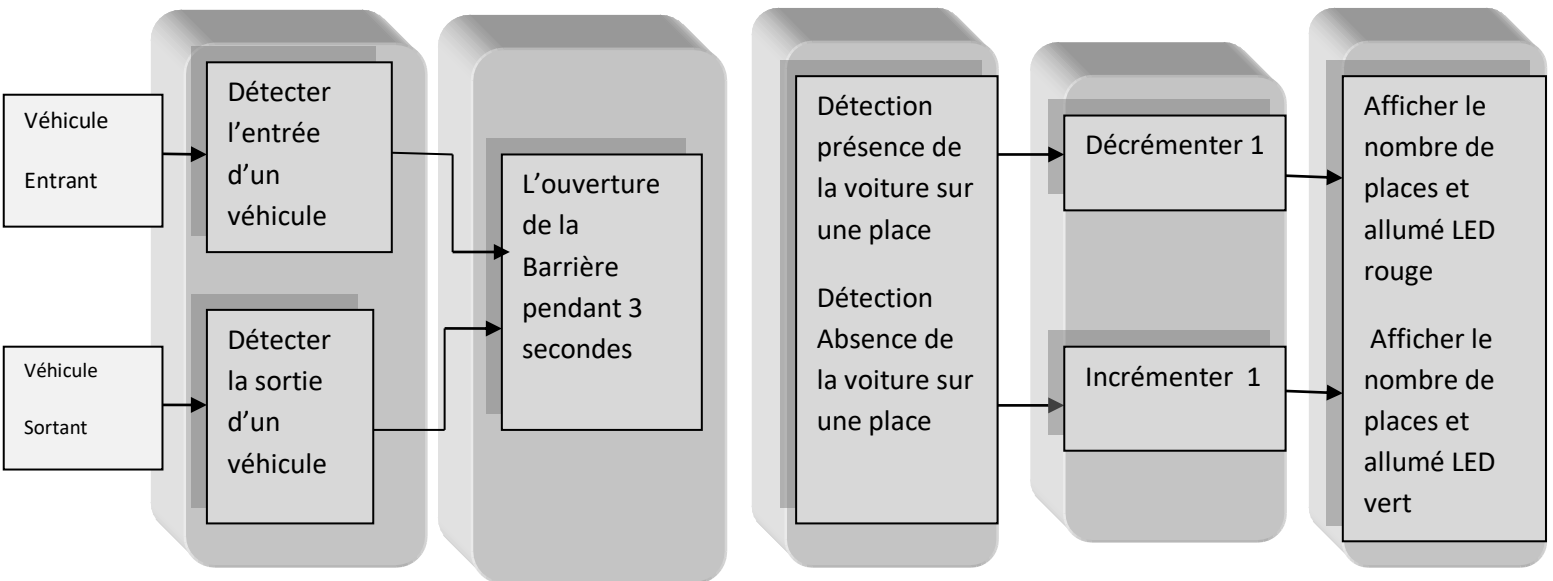 Véhicule
Entrant
Véhicule
Sortant
Détecter
l’entrée
d’un
véhicule
Détecter
la sortie
d’un
véhicule
L’ouverture
de la
Barrière
pendant 3
secondes
Détection
présence de
la voiture sur
une place
Détection
Absence de
la voiture sur
une place
Décrémenter 1
Incrémenter 1
Afficher le
nombre de
places et
allumé LED
rouge
Afficher le
nombre de
places et
allumé LED
vert